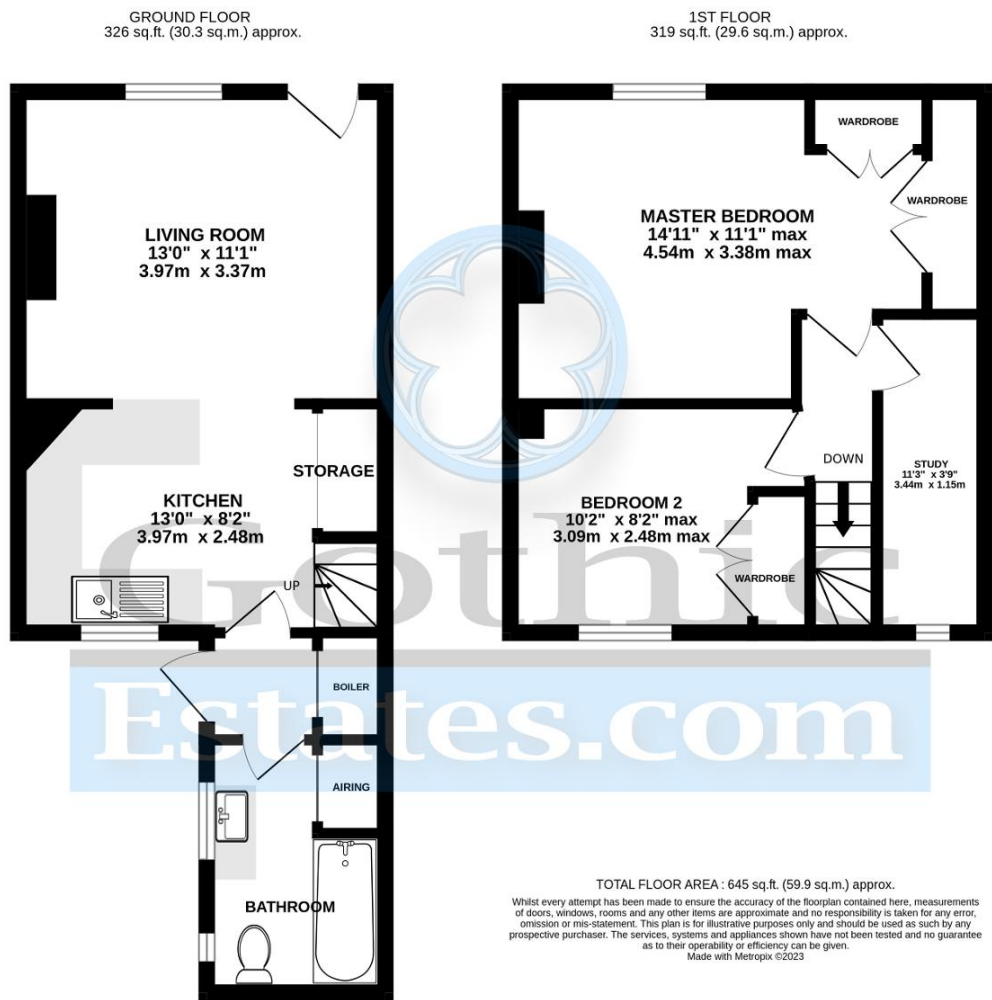 GROUND FLOOR
326 sq.ft. (30.3 sq.m.) approx.
1ST FLOOR
319 sq.ft. (29.6 sq.m.) approx.
LIVING ROOM
13'0" x 11'1"
3.97m x 3.37m
STORAGE
KITCHEN
13'0" x 8'2"
3.97m x 2.48m
UP
BOILER
AIRING
BATHROOM
WARDROBE
WARDROBE
MASTER BEDROOM
14'11" x 11'1" max
4.54m x 3.38m max
DOWN
STUDY
11'3" x 3'9"
3.44m x 1.15m
BEDROOM 2
10'2" x 8'2" max
3.09m x 2.48m max
WARDROBE
Gothic
Estates.com
TOTAL FLOOR AREA : 645 sq.ft. (59.9 sq.m.) approx.
Whilst every attempt has been made to ensure the accuracy of the floorplan contained here, measurements
of doors, windows, rooms and any other items are approximate and no responsibility is taken for any error,
omission or mis-statement. This plan is for illustrative purposes only and should be used as such by any
prospective purchaser. The services, systems and appliances shown have not been tested and no guarantee
as to their operability or efficiency can be given.
Made with Metropix ©2023